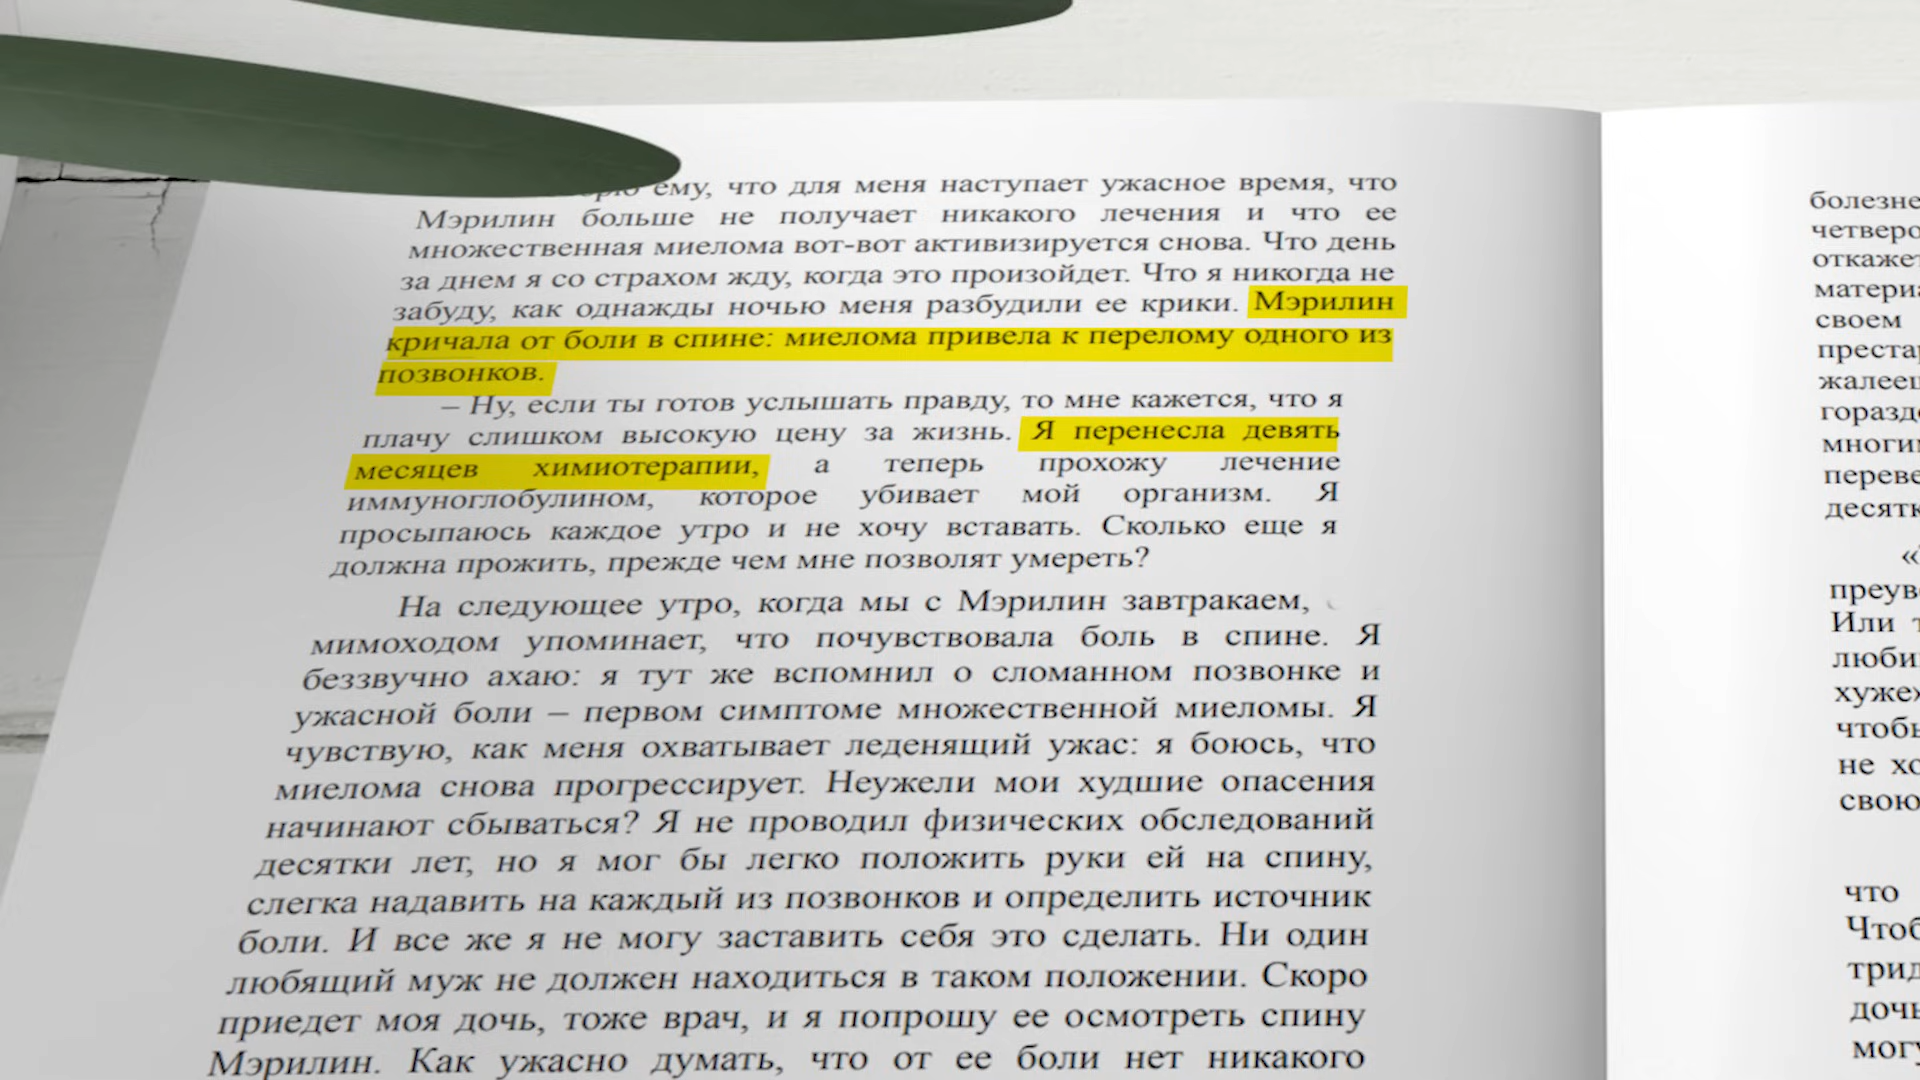 ему, что для меня наступает ужасное время, что
Мэрилин больше не получает никакого лечения и что ее
множественная миелома вот-вот активизируется снова. Что день
за днем я со страхом жду, когда это произойдет. Что я никогда не
забуду, как однажды ночью меня разбудили ее крики. Мэрилин
кричала от боли в спине: миелома привела к перелому одного из
позвонков.
– Ну, если ты готов услышать правду, то мне кажется, что я
плачу слишком высокую цену за жизнь. Я перенесла девять
месяцев химиотерапии, а теперь прохожу лечение
иммуноглобулином, которое убивает мой организм. Я
просыпаюсь каждое утро и не хочу вставать. Сколько еще я
должна прожить, прежде чем мне позволят умереть?
На следующее утро, когда мы с Мэрилин завтракаем,
мимоходом упоминает, что почувствовала боль в спине. Я
беззвучно ахаю: я тут же вспомнил о сломанном позвонке и
ужасной боли – первом симптоме множественной миеломы. Я
чувствую, как меня охватывает леденящий ужас: я боюсь, что
миелома снова прогрессирует. Неужели мои худшие опасения
начинают сбываться? Я не проводил физических обследований
десятки лет, но я мог бы легко положить руки ей на спину,
слегка надавить на каждый из позвонков и определить источник
боли. И все же я не могу заставить себя это сделать. Ни один
любящий муж не должен находиться в таком положении. Скоро
приедет моя дочь, тоже врач, и я попрошу ее осмотреть спину
Мэрилин. Как ужасно думать, что от ее боли нет никакого
своем
Или
не
свою
что